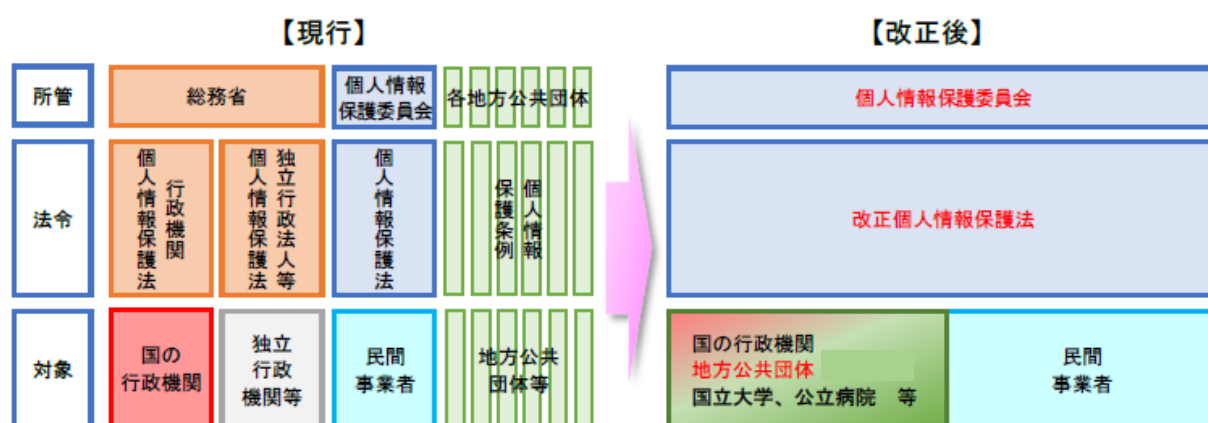 【現行】
【改正後】
所管
総務省
個人情報
保護委員会
各地方公共団体
個人情報保護委員会
法令
行政機関
個人情報保護法
独立行政法人等
個人情報保護法
個人情報保護法
個人情報
保護条例
改正個人情報保護法
対象
国の
行政機関
独立
行政
機関等
民間
事業者
地方公共
団体等
国の行政機関
地方公共団体
国立大学、公立病院 等
民間
事業者